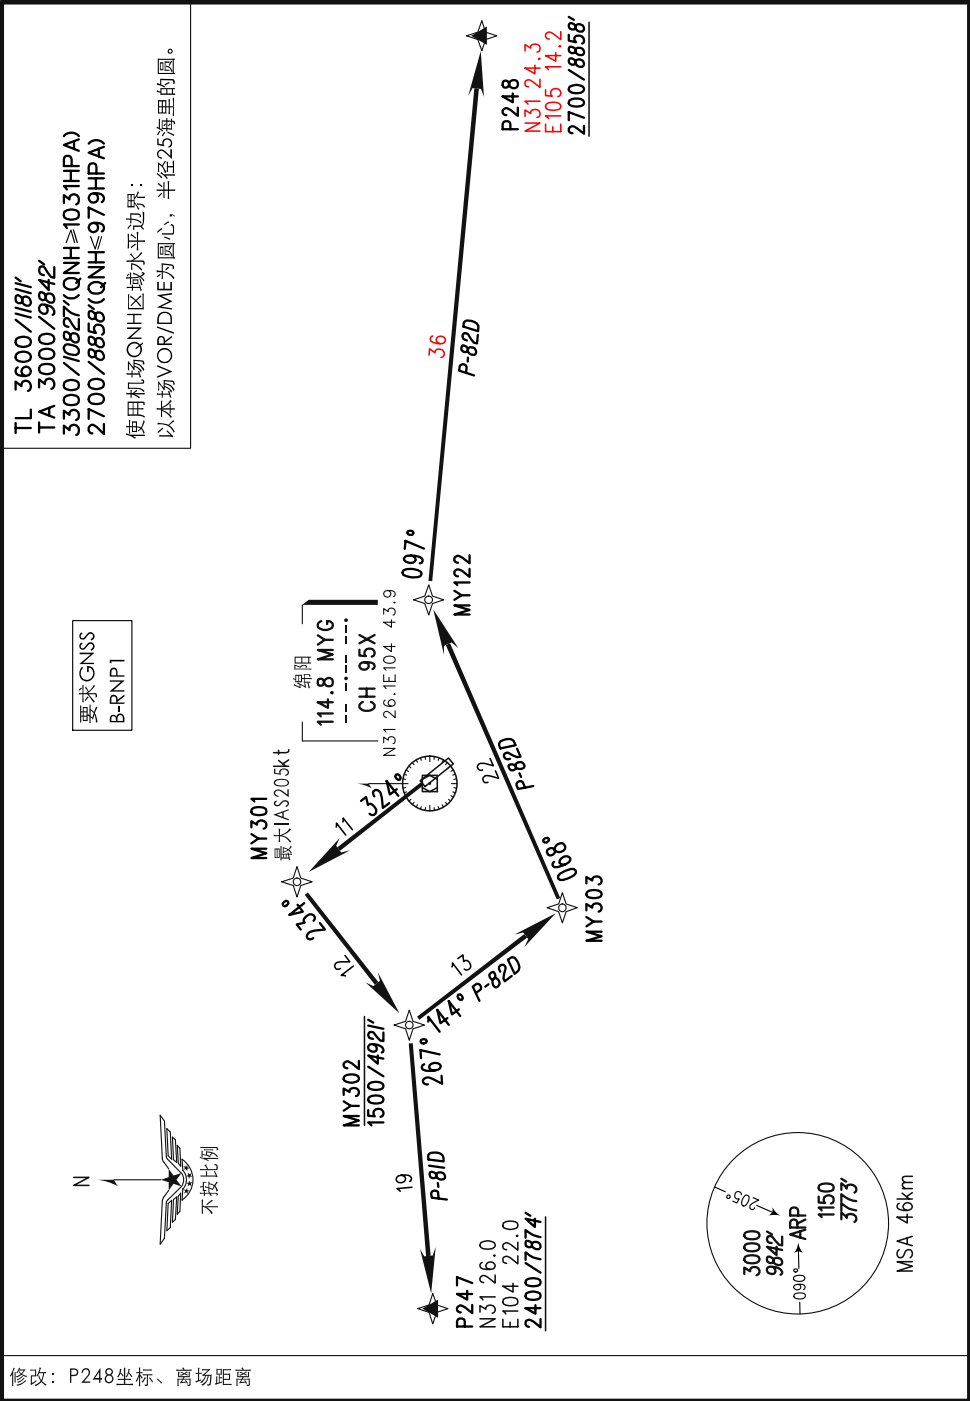 TL 3600/11811'
TA 3000/9842'
3300/10827'(QNH≥1031HPA)
2700/8858'(QNH≤979HPA)
使用机场QNH区域水平边界：
以本场VOR/DME为圆心，半径25海里的圆。
要求GNSS
B-RNP1
P248
N31 24.3
E105 14.2
2700/8858'
36
P-82D
097°
MY122
绵阳
114.8 MYG
-- --·-- --·
CH 95X
N31 26.1E104 43.9
MY301
最大IAS205kt
324°
11
234°
12
22
P-82D
068°
MY303
13
144° P-82D
MY302
1500/4921'
267°
19
P-81D
P247
N31 26.0
E104 22.0
2400/7874'
N
不按比例
205°
3000
9842'
090°
ARP
1150
3773'
MSA 46km
修改：P248坐标、离场距离